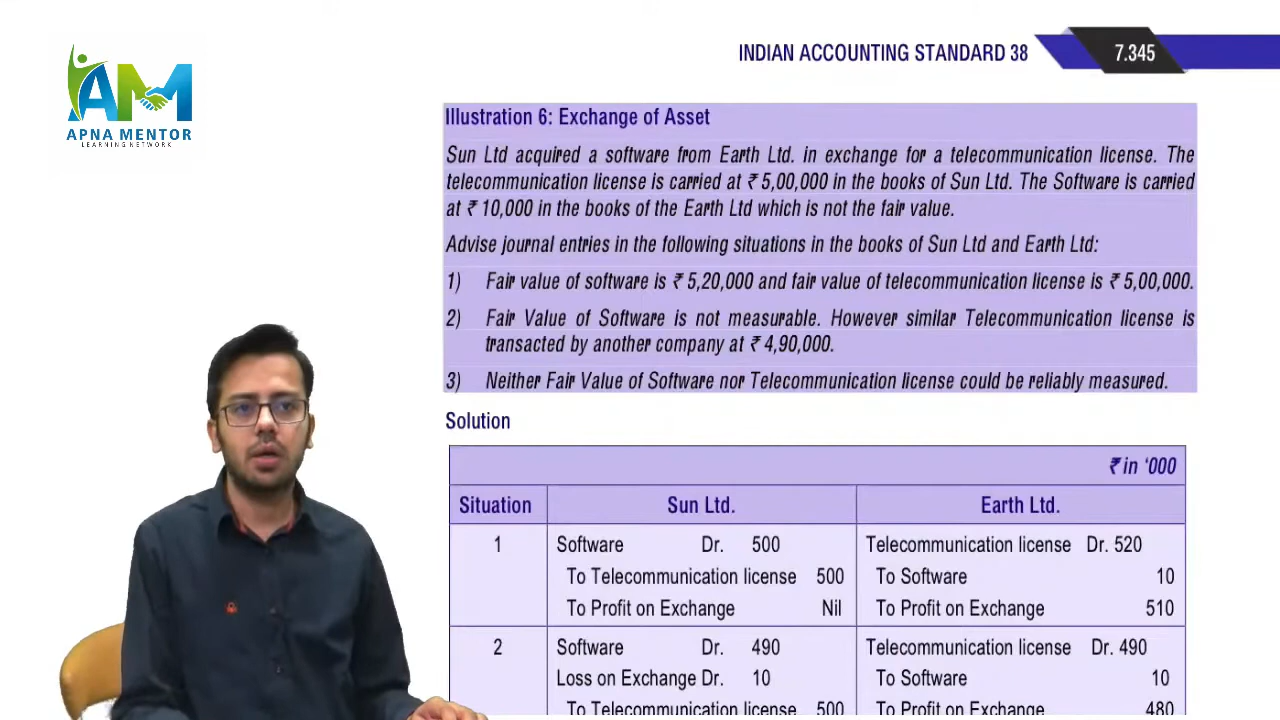 AM
APNA MENTOR
LEARNING NETWORK
INDIAN ACCOUNTING STANDARD 38 7.345
Illustration 6: Exchange of Asset
Sun Ltd acquired a software from Earth Ltd. in exchange for a telecommunication license. The
telecommunication license is carried at ₹ 5,00,000 in the books of Sun Ltd. The Software is carried
at ₹ 10,000 in the books of the Earth Ltd which is not the fair value.
Advise journal entries in the following situations in the books of Sun Ltd and Earth Ltd:
1) Fair value of software is ₹ 5,20,000 and fair value of telecommunication license is ₹ 5,00,000.
2) Fair Value of Software is not measurable. However similar Telecommunication license is
transacted by another company at ₹ 4,90,000.
3) Neither Fair Value of Software nor Telecommunication license could be reliably measured.
Solution
₹ in '000
Situation Sun Ltd. Earth Ltd.
1 Software Dr. 500 Telecommunication license Dr. 520
To Telecommunication license 500 To Software 10
To Profit on Exchange Nil To Profit on Exchange 510
2 Software Dr. 490 Telecommunication license Dr. 490
Loss on Exchange Dr. 10 To Software 10
To Telecommunication license 500 To Profit on Exchange 480